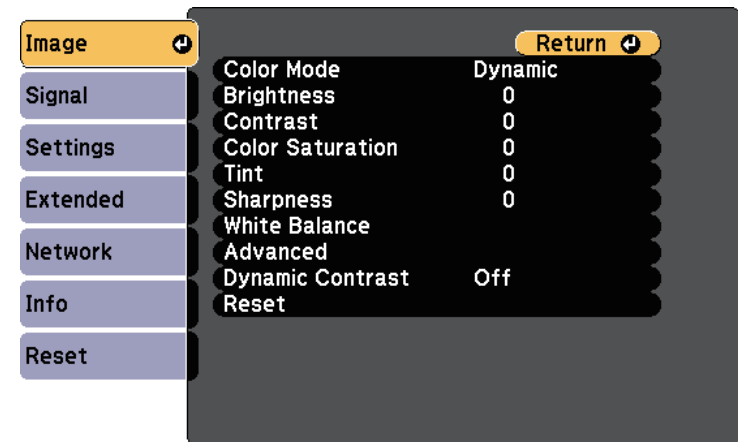 Image
Signal
Settings
Extended
Network
Info
Reset
Return
Color Mode Dynamic
Brightness 0
Contrast 0
Color Saturation 0
Tint 0
Sharpness 0
White Balance
Advanced
Dynamic Contrast Off
Reset